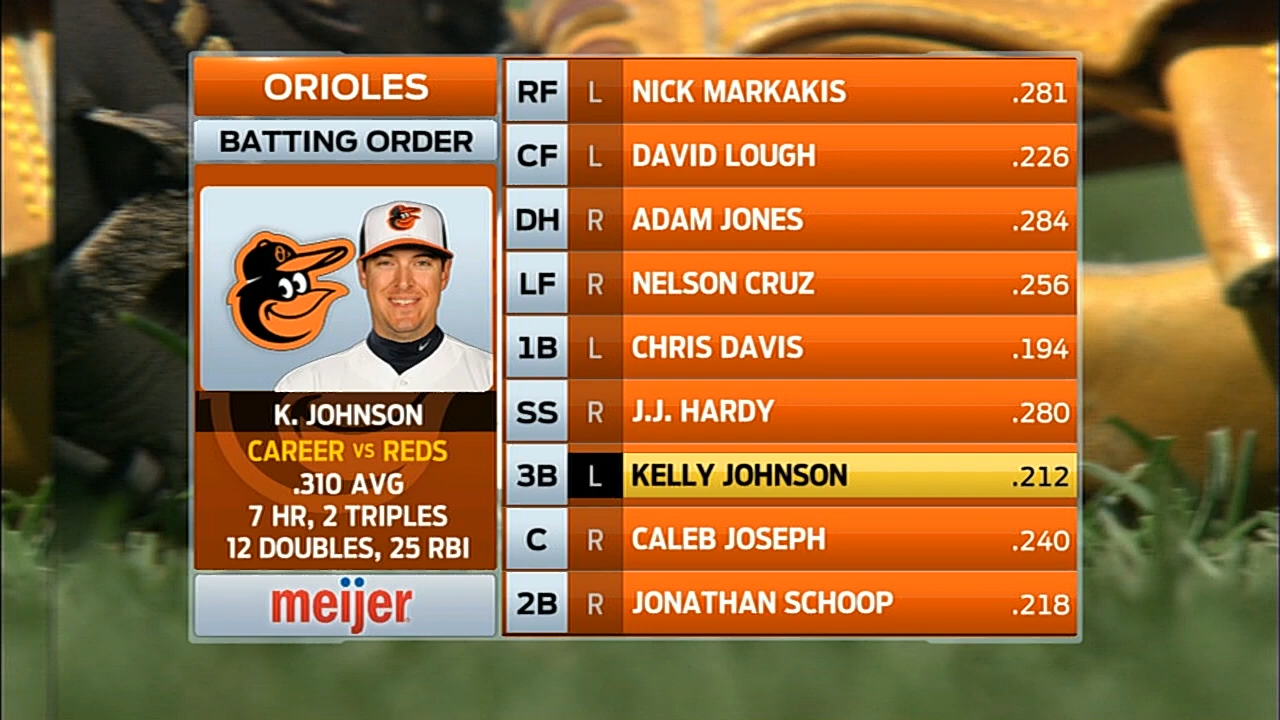 ORIOLES
BATTING ORDER
K. JOHNSON
CAREER VS REDS
.310 AVG
7 HR, 2 TRIPLES
12 DOUBLES, 25 RBI
meijer
RF L NICK MARKAKIS .281
CF L DAVID LOUGH .226
DH R ADAM JONES .284
LF R NELSON CRUZ .256
1B L CHRIS DAVIS .194
SS R J.J. HARDY .280
3B L KELLY JOHNSON .212
C R CALEB JOSEPH .240
2B R JONATHAN SCHOOP .218